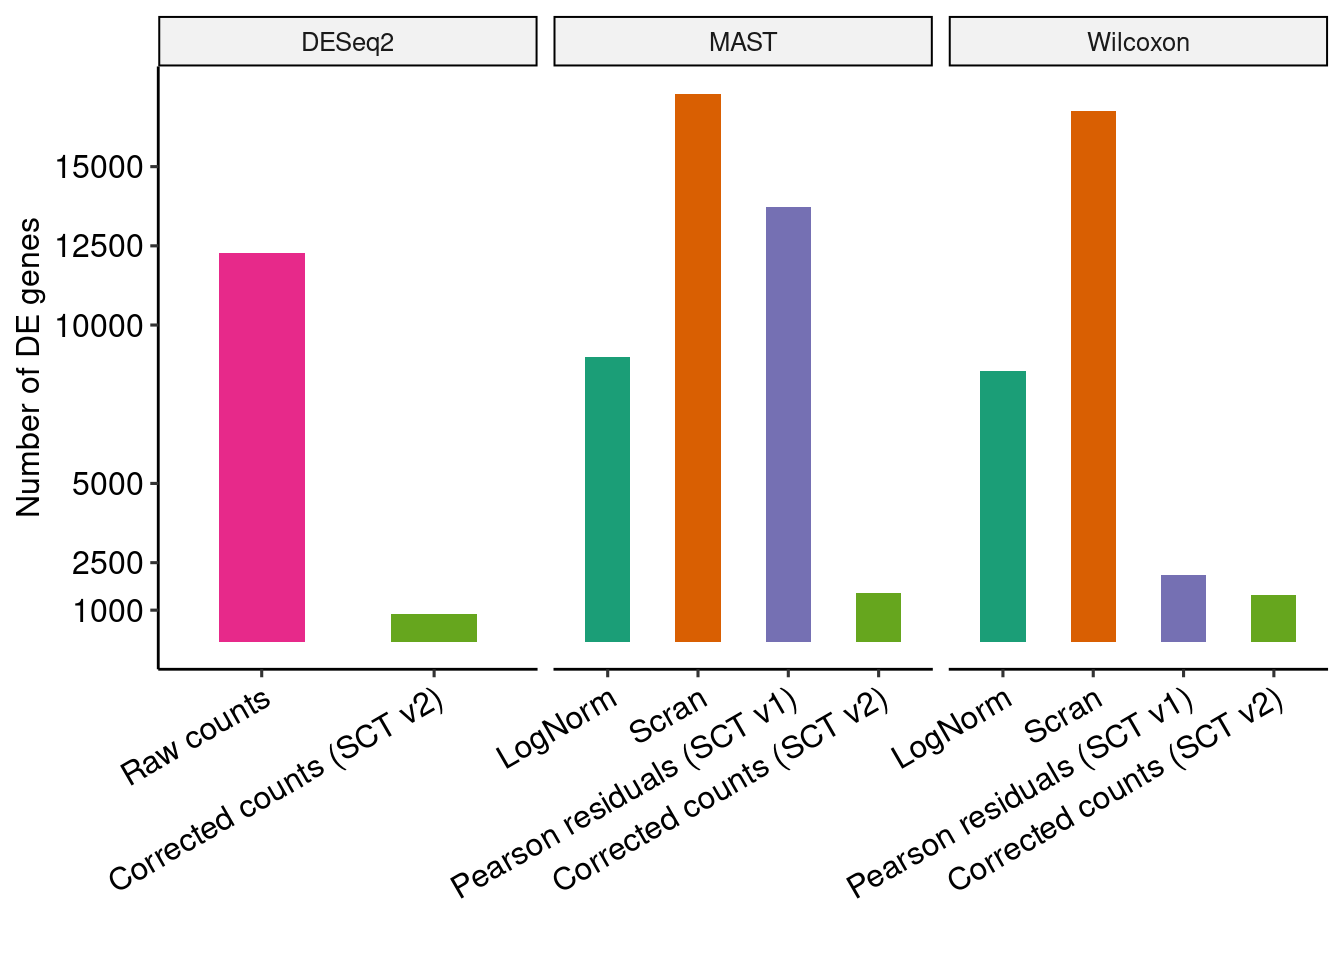 DESeq2
MAST
Wilcoxon
Number of DE genes
15000
12500
10000
5000
2500
1000
Raw counts
Corrected counts (SCT v2)
LogNorm
Scran
Pearson residuals (SCT v1)
Corrected counts (SCT v2)
LogNorm
Scran
Pearson residuals (SCT v1)
Corrected counts (SCT v2)